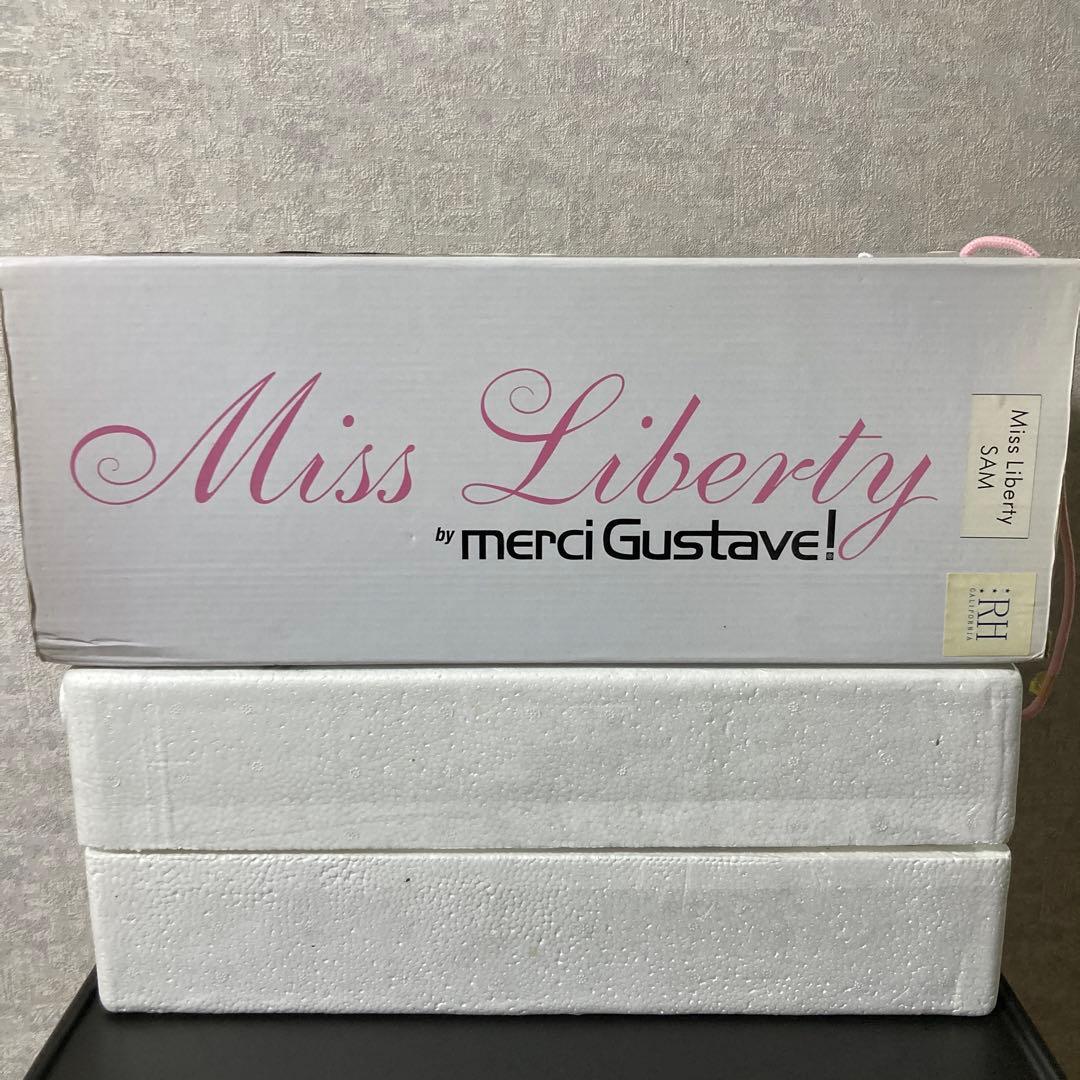 Miss Liberty
by merci Gustave!®
Miss Liberty
SAM
RH
CALIFORNIA